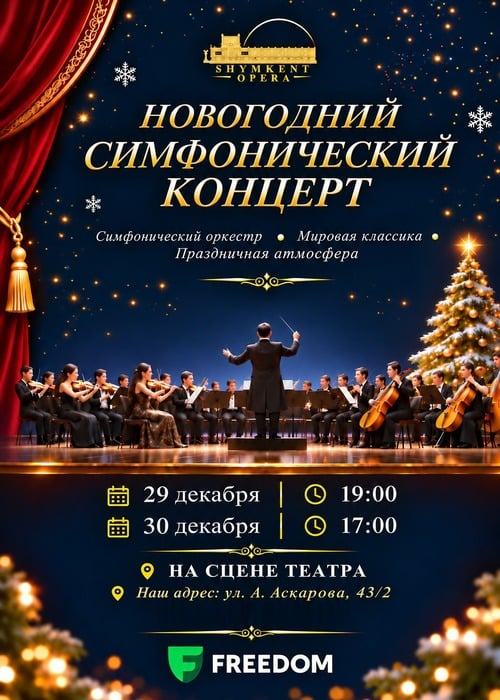 SHYMKENT
OPERA
НОВОГОДНИЙ
СИМФОНИЧЕСКИЙ
КОНЦЕРТ
Симфонический оркестр • Мировая классика •
Праздничная атмосфера
29 декабря | 19:00
30 декабря | 17:00
НА СЦЕНЕ ТЕАТРА
Наш адрес: ул. А. Аскарова, 43/2
FREEDOM